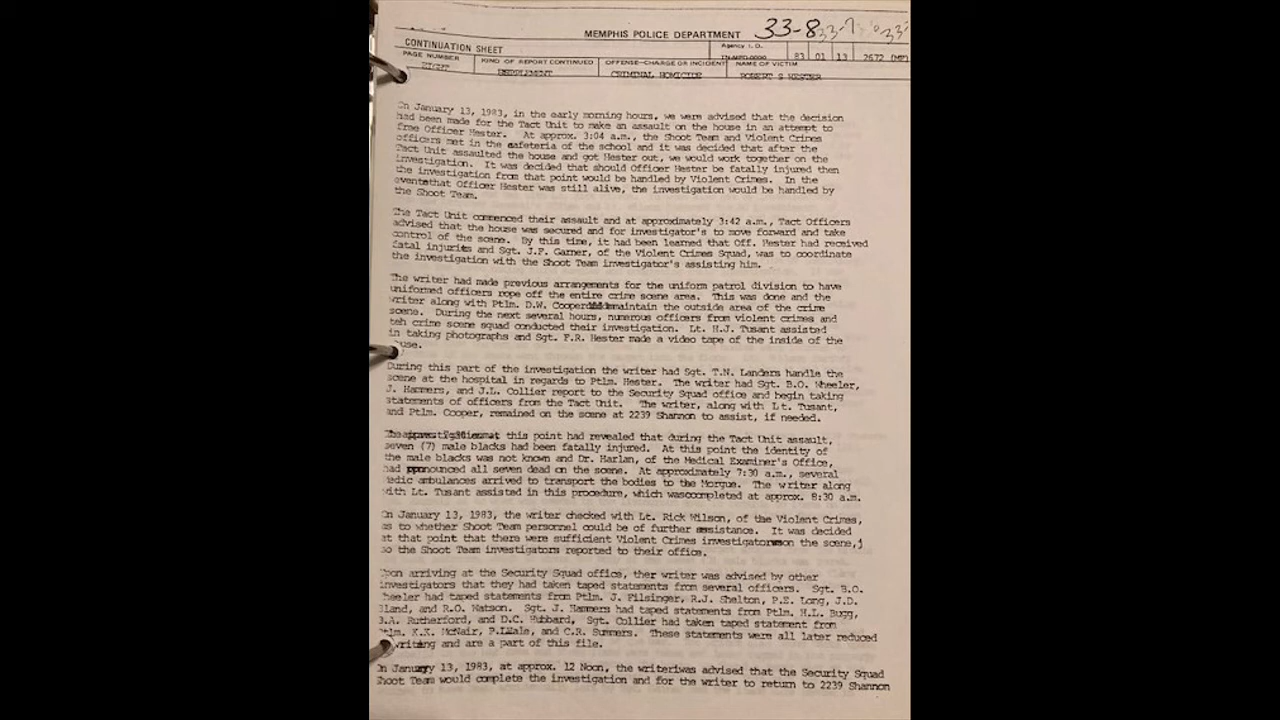 33-8 33-7
MEMPHIS POLICE DEPARTMENT
CONTINUATION SHEET
Agency I.D.
83 01 13 2672 (MP)
PAGE NUMBER KIND OF REPORT CONTINUED OFFENSE-CHARGE OR INCIDENT NAME OF VICTIM
EIGHT CRIMINAL HOMICIDE ROBERT S HESTER
On January 13, 1983, in the early morning hours, we were advised that the decision
had been made for the Tact Unit to make an assault on the house in an attempt to
free Officer Hester. At approx. 3:04 a.m., the Shoot Team and Violent Crimes
officers met in the cafeteria of the school and it was decided that after the
Tact Unit assaulted the house and got Hester out, we would work together on the
investigation. It was decided that should Officer Hester be fatally injured then
the investigation from that point would be handled by Violent Crimes. In the
eventsthat Officer Hester was still alive, the investigation would be handled by
the Shoot Team.
The Tact Unit commenced their assault and at approximately 3:42 a.m., Tact Officers
advised that the house was secured and for investigator's to move forward and take
control of the scene. By this time, it had been learned that Off. Hester had received
fatal injuries and Sgt. J.F. Garner, of the Violent Crimes Squad, was to coordinate
the investigation with the Shoot Team investigator's assisting him.
The writer had made previous arrangements for the uniform patrol division to have
uniformed officers rope off the entire crime scene area. This was done and the
writer along with Ptlm. D.W. Cooper maintain the outside area of the crime
scene. During the next several hours, numerous officers from violent crimes and
teh crime scene squad conducted their investigation. Lt. H.J. Tusant assisted
in taking photographs and Sgt. F.R. Hester made a video tape of the inside of the
ouse.
During this part of the investigation the writer had Sgt. T.N. Landers handle the
scene at the hospital in regards to Ptlm. Hester. The writer had Sgt. B.O. Wheeler,
J. Hammers, and J.L. Collier report to the Security Squad office and begin taking
statements of officers from the Tact Unit. The writer, along with Lt. Tusant,
and Ptlm. Cooper, remained on the scene at 2239 Shannon to assist, if needed.
at this point had revealed that during the Tact Unit assault,
seven (7) male blacks had been fatally injured. At this point the identity of
the male blacks was not known and Dr. Harlan, of the Medical Examiner's Office,
had pronounced all seven dead on the scene. At approximately 7:30 a.m., several
edic ambulances arrived to transport the bodies to the Morgue. The writer along
with Lt. Tusant assisted in this procedure, which wascompleted at approx. 8:30 a.m.
On January 13, 1983, the writer checked with Lt. Rick Wilson, of the Violent Crimes,
as to whether Shoot Team personnel could be of further assistance. It was decided
at that point that there were sufficient Violent Crimes investigators on the scene,
so the Shoot Team investigators reported to their office.
Upon arriving at the Security Squad office, ther writer was advised by other
investigators that they had taken taped statements from several officers. Sgt. B.O.
heeler had taped statements from Ptlm. J. Filsinger, R.J. Shelton, P.E. Long, J.D.
Bland, and R.O. Watson. Sgt. J. Hammers had taped statements from Ptlm. H.L. Bugg,
B.A. Rutherford, and D.C. Hubbard, Sgt. Collier had taken taped statement from
Ptlm. K.K. McNair, and C.R. Summers. These statements were all later reduced
writing and are a part of this file.
On January 13, 1983, at approx. 12 Noon, the writer was advised that the Security Squad
Shoot Team would complete the investigation and for the writer to return to 2239 Shannon